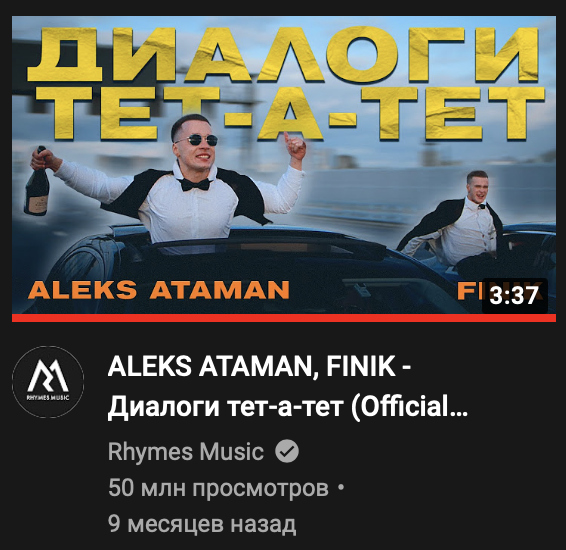 ДИАЛОГИ
ТЕТ-А-ТЕТ
ALEKS ATAMAN
3:37
RHYMES MUSIC
ALEKS ATAMAN, FINIK -
Диалоги тет-а-тет (Official...
Rhymes Music
50 млн просмотров •
9 месяцев назад